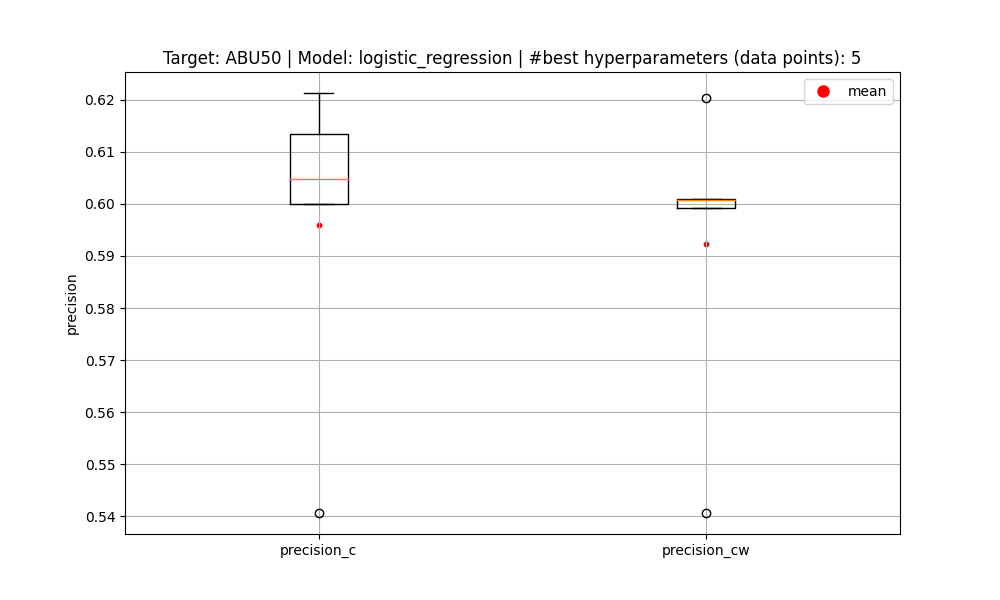 Target: ABU50 | Model: logistic_regression | #best hyperparameters (data points): 5
mean
0.62
0.61
0.60
0.59
0.58
0.57
0.56
0.55
0.54
precision
precision_c
precision_cw